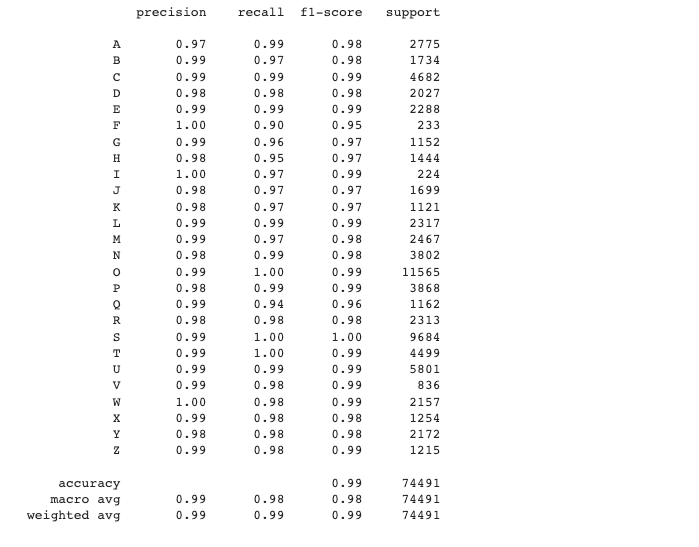 precision recall f1-score support
A 0.97 0.99 0.98 2775
B 0.99 0.97 0.98 1734
C 0.99 0.99 0.99 4682
D 0.98 0.98 0.98 2027
E 0.99 0.99 0.99 2288
F 1.00 0.90 0.95 233
G 0.99 0.96 0.97 1152
H 0.98 0.95 0.97 1444
I 1.00 0.97 0.99 224
J 0.98 0.97 0.97 1699
K 0.98 0.97 0.97 1121
L 0.99 0.99 0.99 2317
M 0.99 0.97 0.98 2467
N 0.98 0.99 0.98 3802
O 0.99 1.00 0.99 11565
P 0.98 0.99 0.99 3868
Q 0.99 0.94 0.96 1162
R 0.98 0.98 0.98 2313
S 0.99 1.00 1.00 9684
T 0.99 1.00 0.99 4499
U 0.99 0.99 0.99 5801
V 0.99 0.98 0.99 836
W 1.00 0.98 0.99 2157
X 0.99 0.98 0.98 1254
Y 0.98 0.98 0.98 2172
Z 0.99 0.98 0.99 1215
accuracy 0.99 74491
macro avg 0.99 0.98 0.98 74491
weighted avg 0.99 0.99 0.99 74491